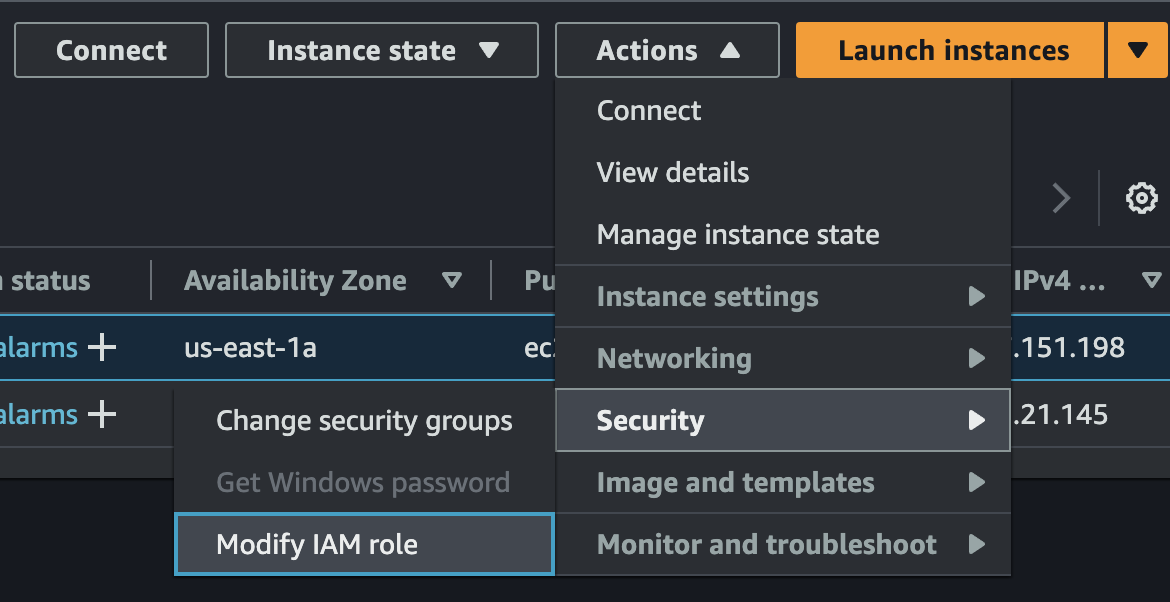 Connect Instance state Actions Launch instances
Connect
View details
Manage instance state
status Availability Zone IPv4 ...
Instance settings
alarms us-east-1a .151.198
Networking
alarms .21.145
Change security groups Security
Get Windows password Image and templates
Modify IAM role Monitor and troubleshoot